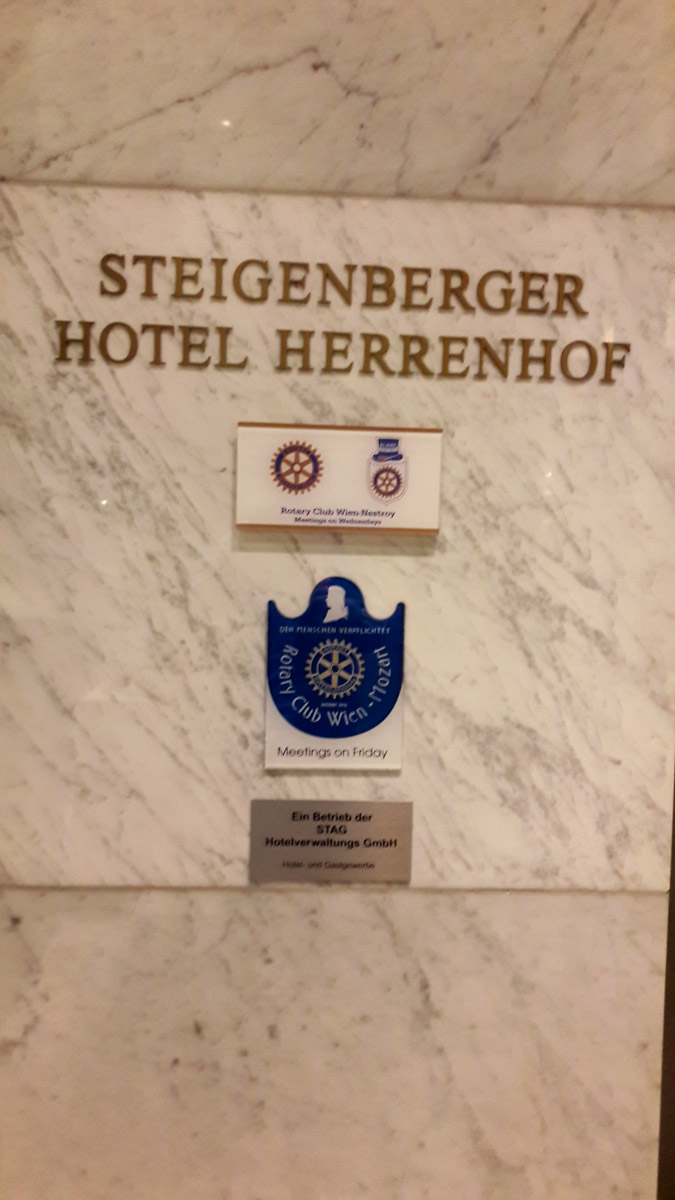 STEIGENBERGER
HOTEL HERRENHOF
Rotary Club Wien-Nestroy
Meetings on Wednesdays
DEN MENSCHEN VERPFLICHTET
Rotary Club Wien-Mozart
Meetings on Friday
Ein Betrieb der
STAG
Hotelverwaltungs GmbH
Hotel- und Gastgewerbe